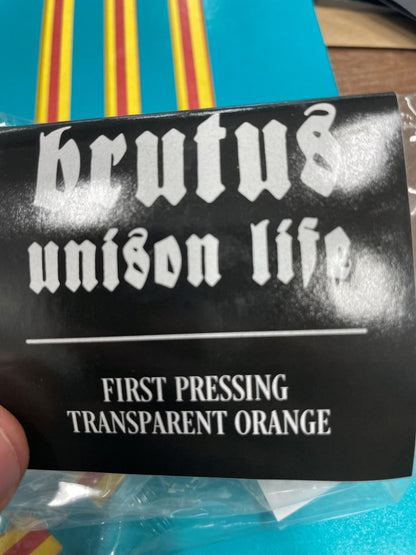 brutus
unison life
FIRST PRESSING
TRANSPARENT ORANGE